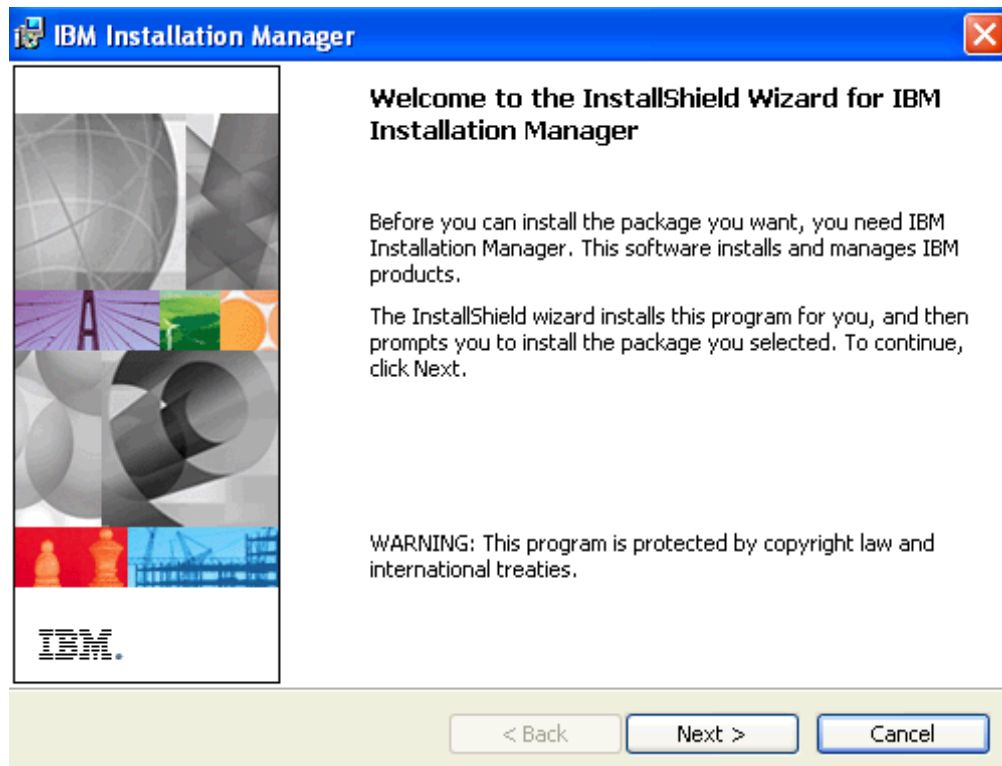 IBM Installation Manager
Welcome to the InstallShield Wizard for IBM
Installation Manager
Before you can install the package you want, you need IBM
Installation Manager. This software installs and manages IBM
products.
The InstallShield wizard installs this program for you, and then
prompts you to install the package you selected. To continue,
click Next.
WARNING: This program is protected by copyright law and
international treaties.
IBM.
< Back
Next >
Cancel